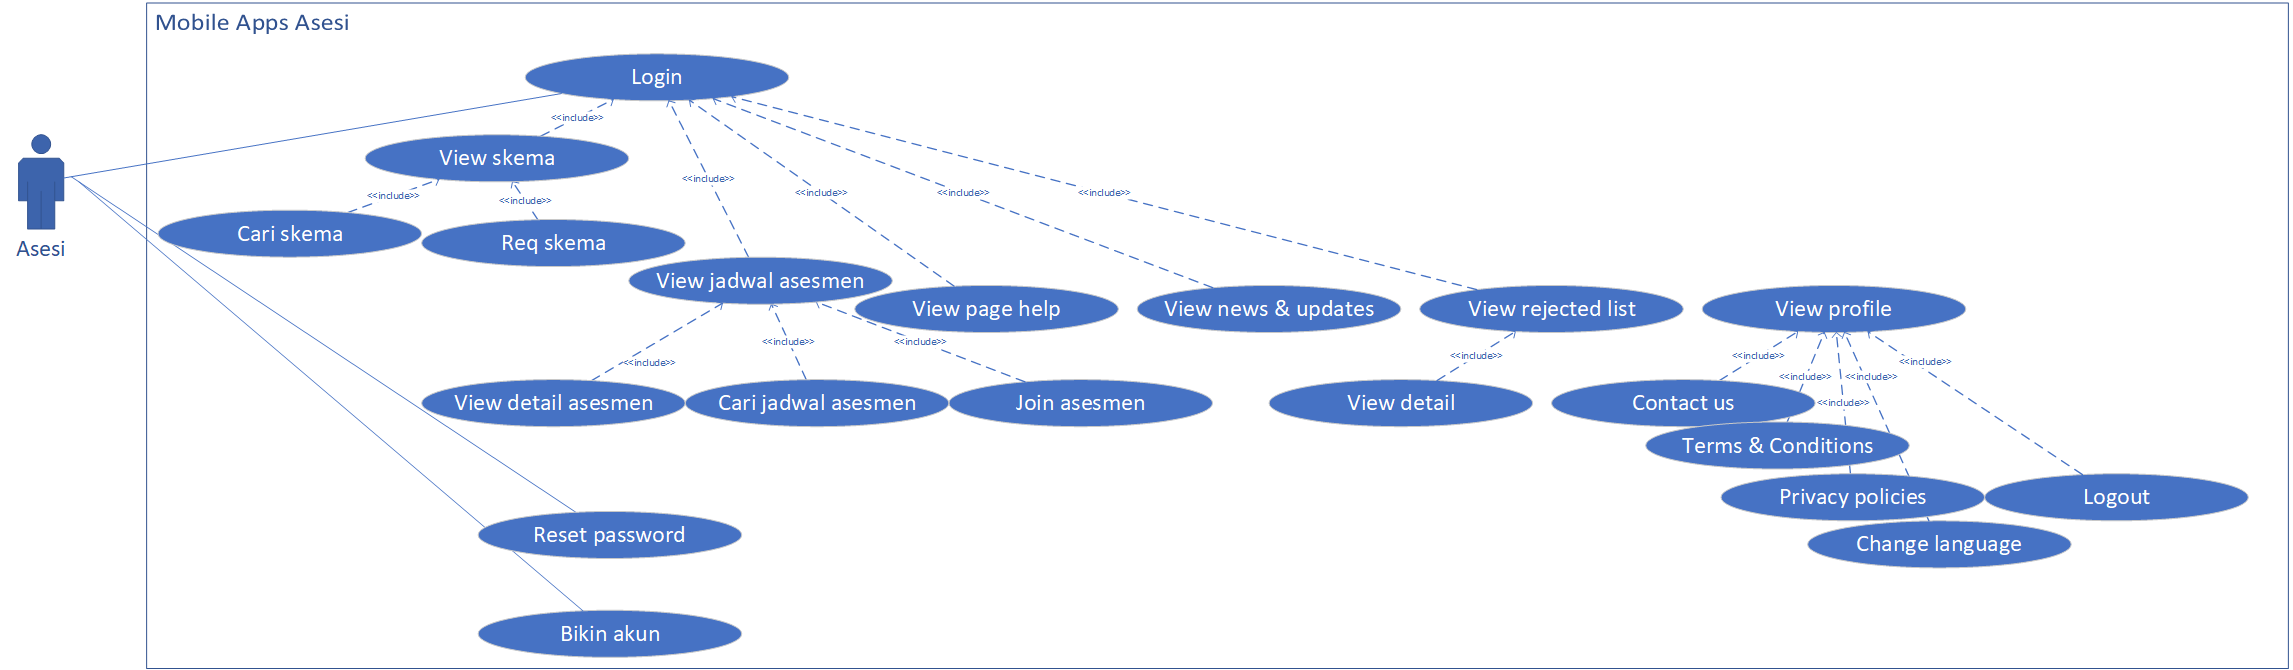 Mobile Apps Asesi
Login
<<include>>
View skema
<<include>>
<<include>>
<<include>>
<<include>>
<<include>>
<<include>>
Cari skema
Req skema
Asesi
View jadwal asesmen
View page help
View news & updates
View rejected list
View profile
<<include>>
<<include>>
<<include>>
<<include>>
<<include>>
<<include>>
<<include>>
<<include>>
<<include>>
View detail asesmen
Cari jadwal asesmen
Join asesmen
View detail
Contact us
Terms & Conditions
Privacy policies
Logout
Reset password
Change language
Bikin akun